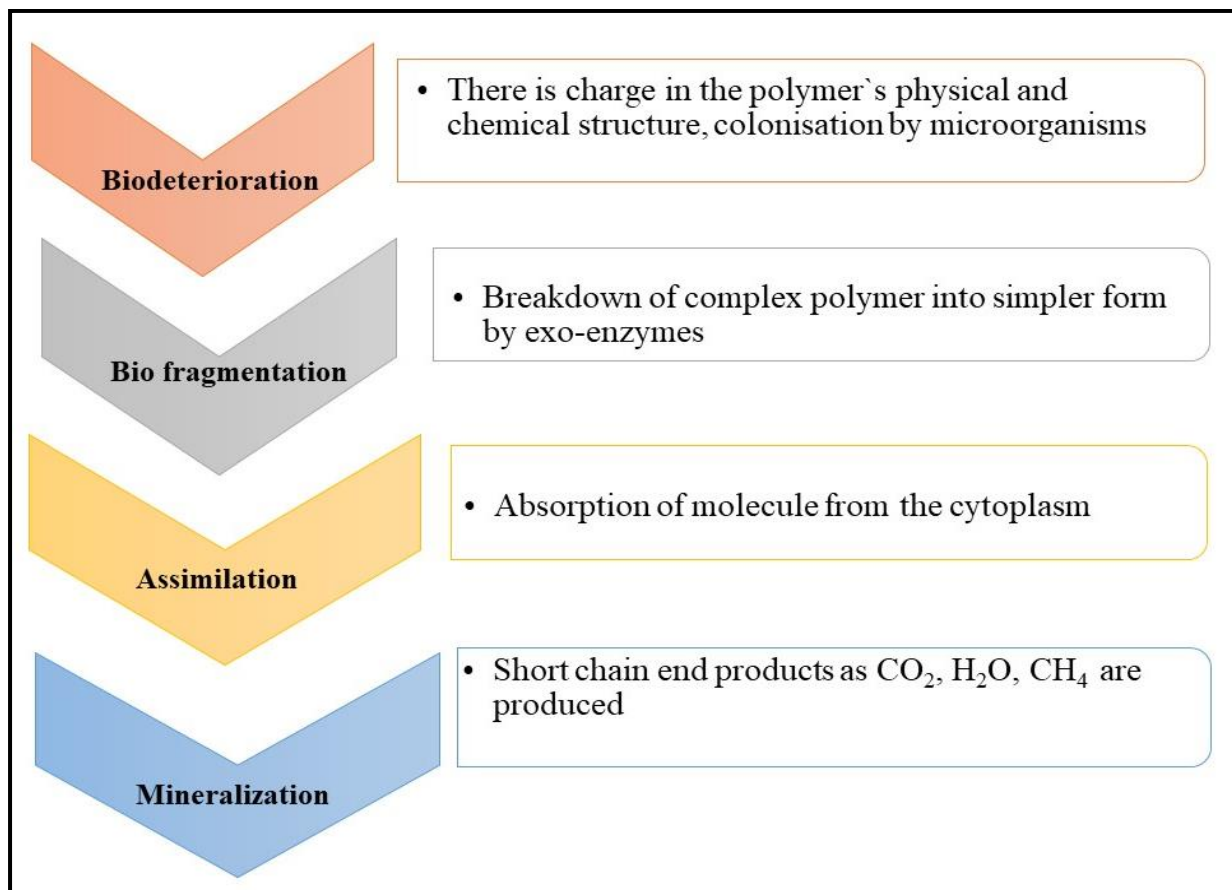 • There is charge in the polymer`s physical and
chemical structure, colonisation by microorganisms
Biodeterioration
• Breakdown of complex polymer into simpler form
by exo-enzymes
Bio fragmentation
• Absorption of molecule from the cytoplasm
Assimilation
• Short chain end products as CO₂, H₂O, CH₄ are
produced
Mineralization